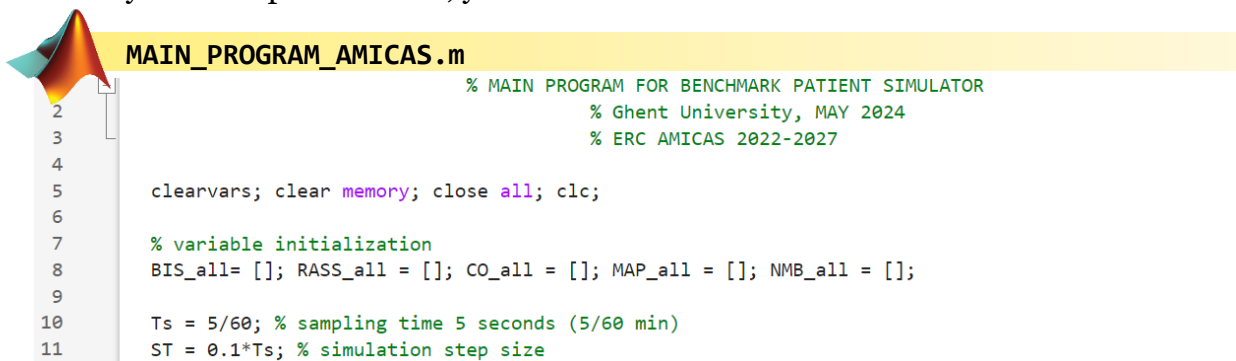 MAIN_PROGRAM_AMICAS.m
% MAIN PROGRAM FOR BENCHMARK PATIENT SIMULATOR
2 % Ghent University, MAY 2024
3 % ERC AMICAS 2022-2027
4
5 clearvars; clear memory; close all; clc;
6
7 % variable initialization
8 BIS_all= []; RASS_all = []; CO_all = []; MAP_all = []; NMB_all = [];
9
10 Ts = 5/60; % sampling time 5 seconds (5/60 min)
11 ST = 0.1*Ts; % simulation step size